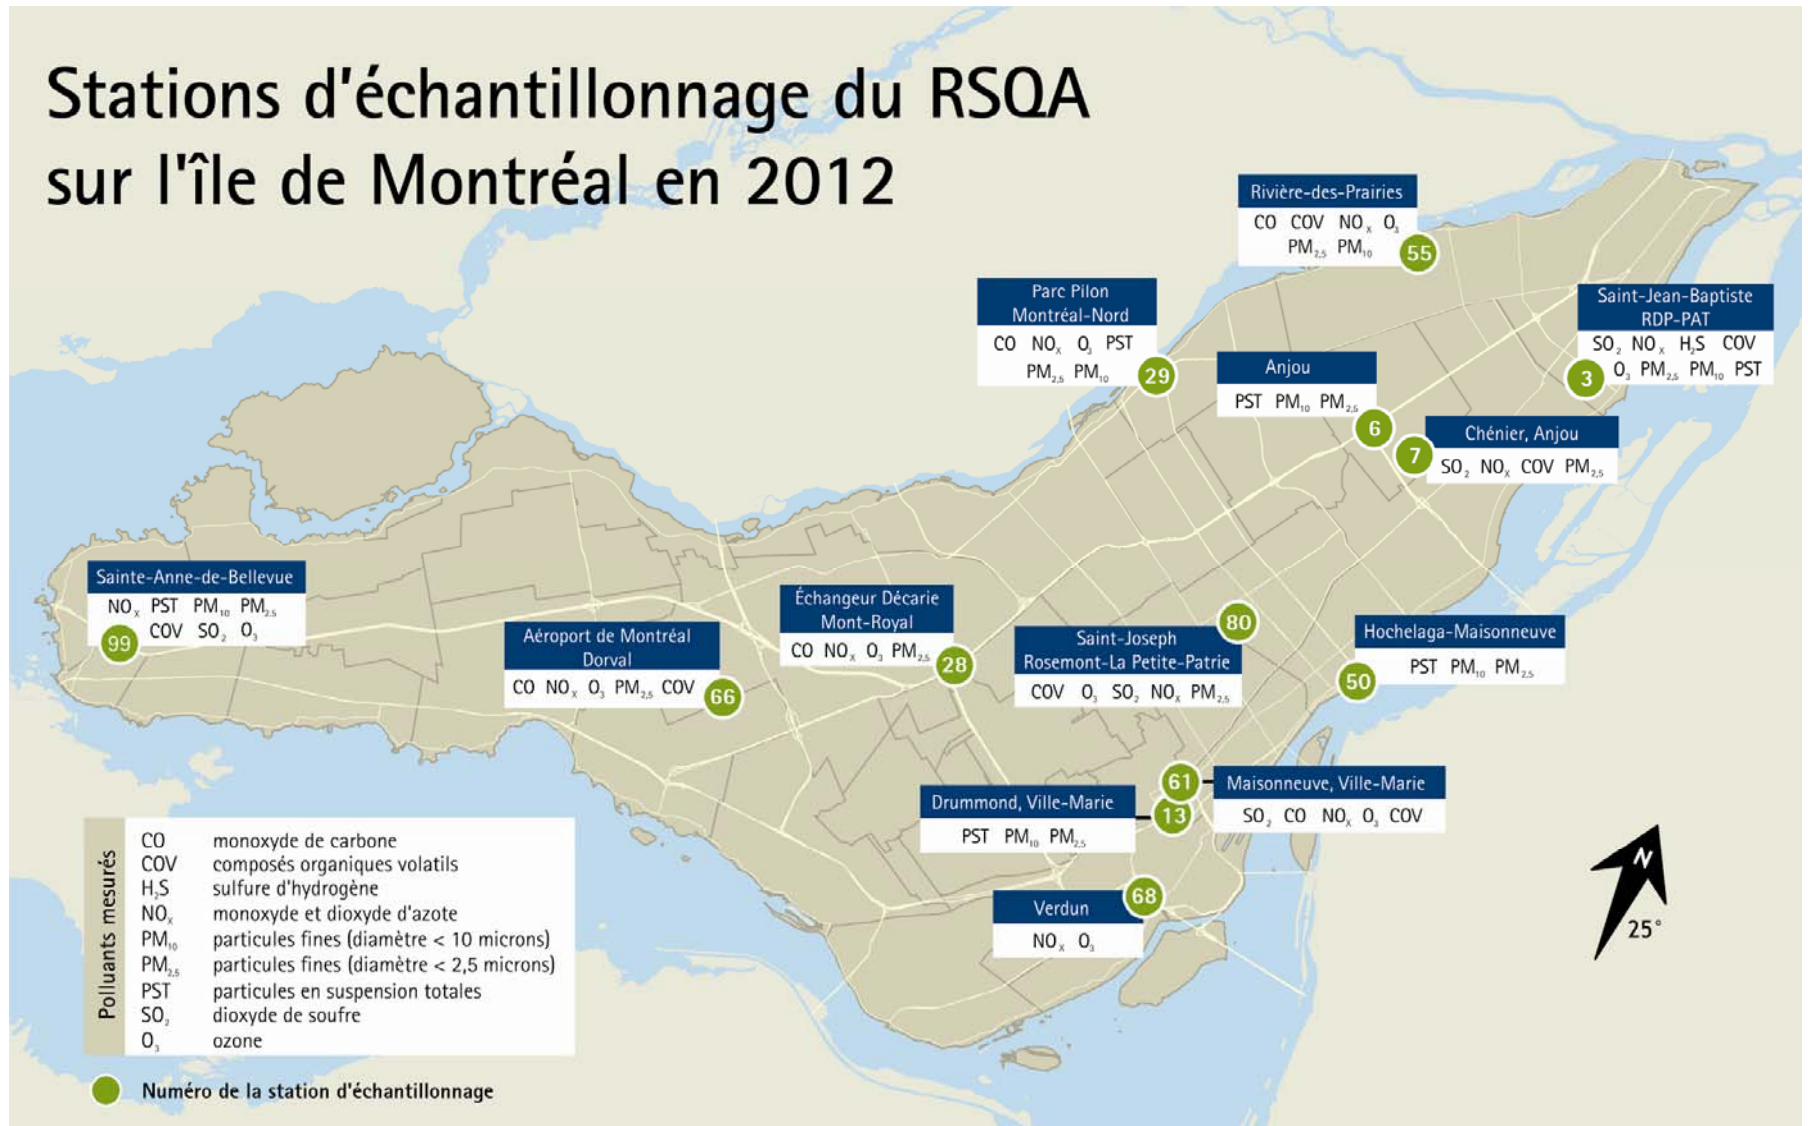 Stations d'échantillonnage du RSQA
sur l'île de Montréal en 2012
Rivière-des-Prairies
CO COV NOₓ O₃
PM₂,₅ PM₁₀
55
Parc Pilon
Montréal-Nord
CO NOₓ O₃ PST
PM₂,₅ PM₁₀
29
Saint-Jean-Baptiste
RDP-PAT
SO₂ NOₓ H₂S COV
O₃ PM₂,₅ PM₁₀ PST
3
Anjou
PST PM₁₀ PM₂,₅
6
Chénier, Anjou
SO₂ NOₓ COV PM₂,₅
7
Sainte-Anne-de-Bellevue
NOₓ PST PM₁₀ PM₂,₅
COV SO₂ O₃
99
Aéroport de Montréal
Dorval
CO NOₓ O₃ PM₂,₅ COV
66
Échangeur Décarie
Mont-Royal
CO NOₓ O₃ PM₂,₅
28
Saint-Joseph
Rosemont-La Petite-Patrie
COV O₃ SO₂ NOₓ PM₂,₅
80
Hochelaga-Maisonneuve
PST PM₁₀ PM₂,₅
50
Maisonneuve, Ville-Marie
SO₂ CO NOₓ O₃ COV
61
Drummond, Ville-Marie
PST PM₁₀ PM₂,₅
13
Verdun
NOₓ O₃
68
N
25°
Polluants mesurés
CO monoxyde de carbone
COV composés organiques volatils
H₂S sulfure d'hydrogène
NOₓ monoxyde et dioxyde d'azote
PM₁₀ particules fines (diamètre < 10 microns)
PM₂,₅ particules fines (diamètre < 2,5 microns)
PST particules en suspension totales
SO₂ dioxyde de soufre
O₃ ozone
Numéro de la station d'échantillonnage